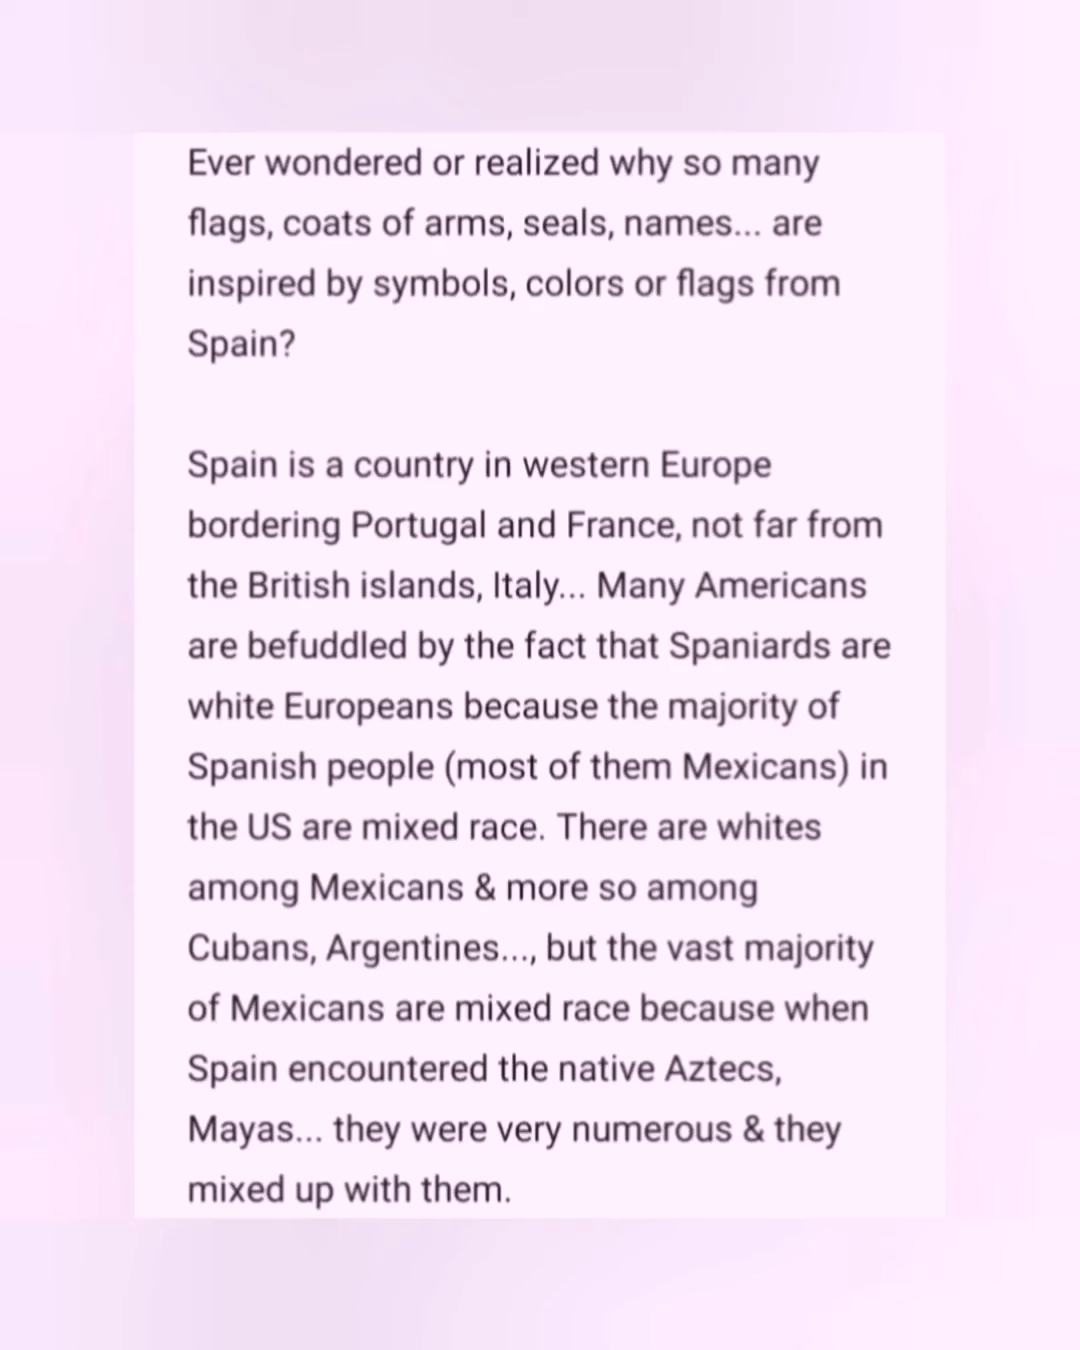 Ever wondered or realized why so many
flags, coats of arms, seals, names... are
inspired by symbols, colors or flags from
Spain?
Spain is a country in western Europe
bordering Portugal and France, not far from
the British islands, Italy... Many Americans
are befuddled by the fact that Spaniards are
white Europeans because the majority of
Spanish people (most of them Mexicans) in
the US are mixed race. There are whites
among Mexicans & more so among
Cubans, Argentines..., but the vast majority
of Mexicans are mixed race because when
Spain encountered the native Aztecs,
Mayas... they were very numerous & they
mixed up with them.